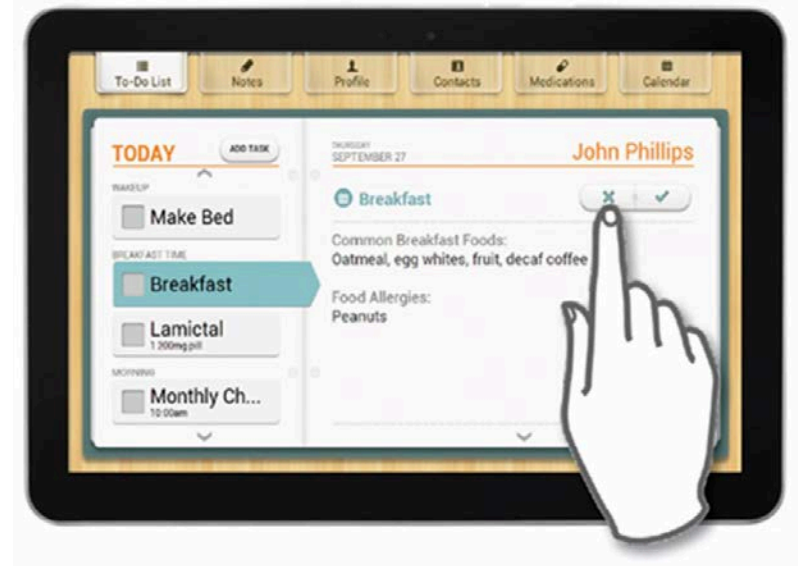 To-Do List
Notes
Profile
Contacts
Medications
Calendar
TODAY
ADD TASK
WAKEUP
Make Bed
BREAKFAST TIME
Breakfast
Lamictal
1 200mg pill
MORNING
Monthly Ch...
10:00am
THURSDAY
SEPTEMBER 27
John Phillips
Breakfast
Common Breakfast Foods:
Oatmeal, egg whites, fruit, decaf coffee
Food Allergies:
Peanuts